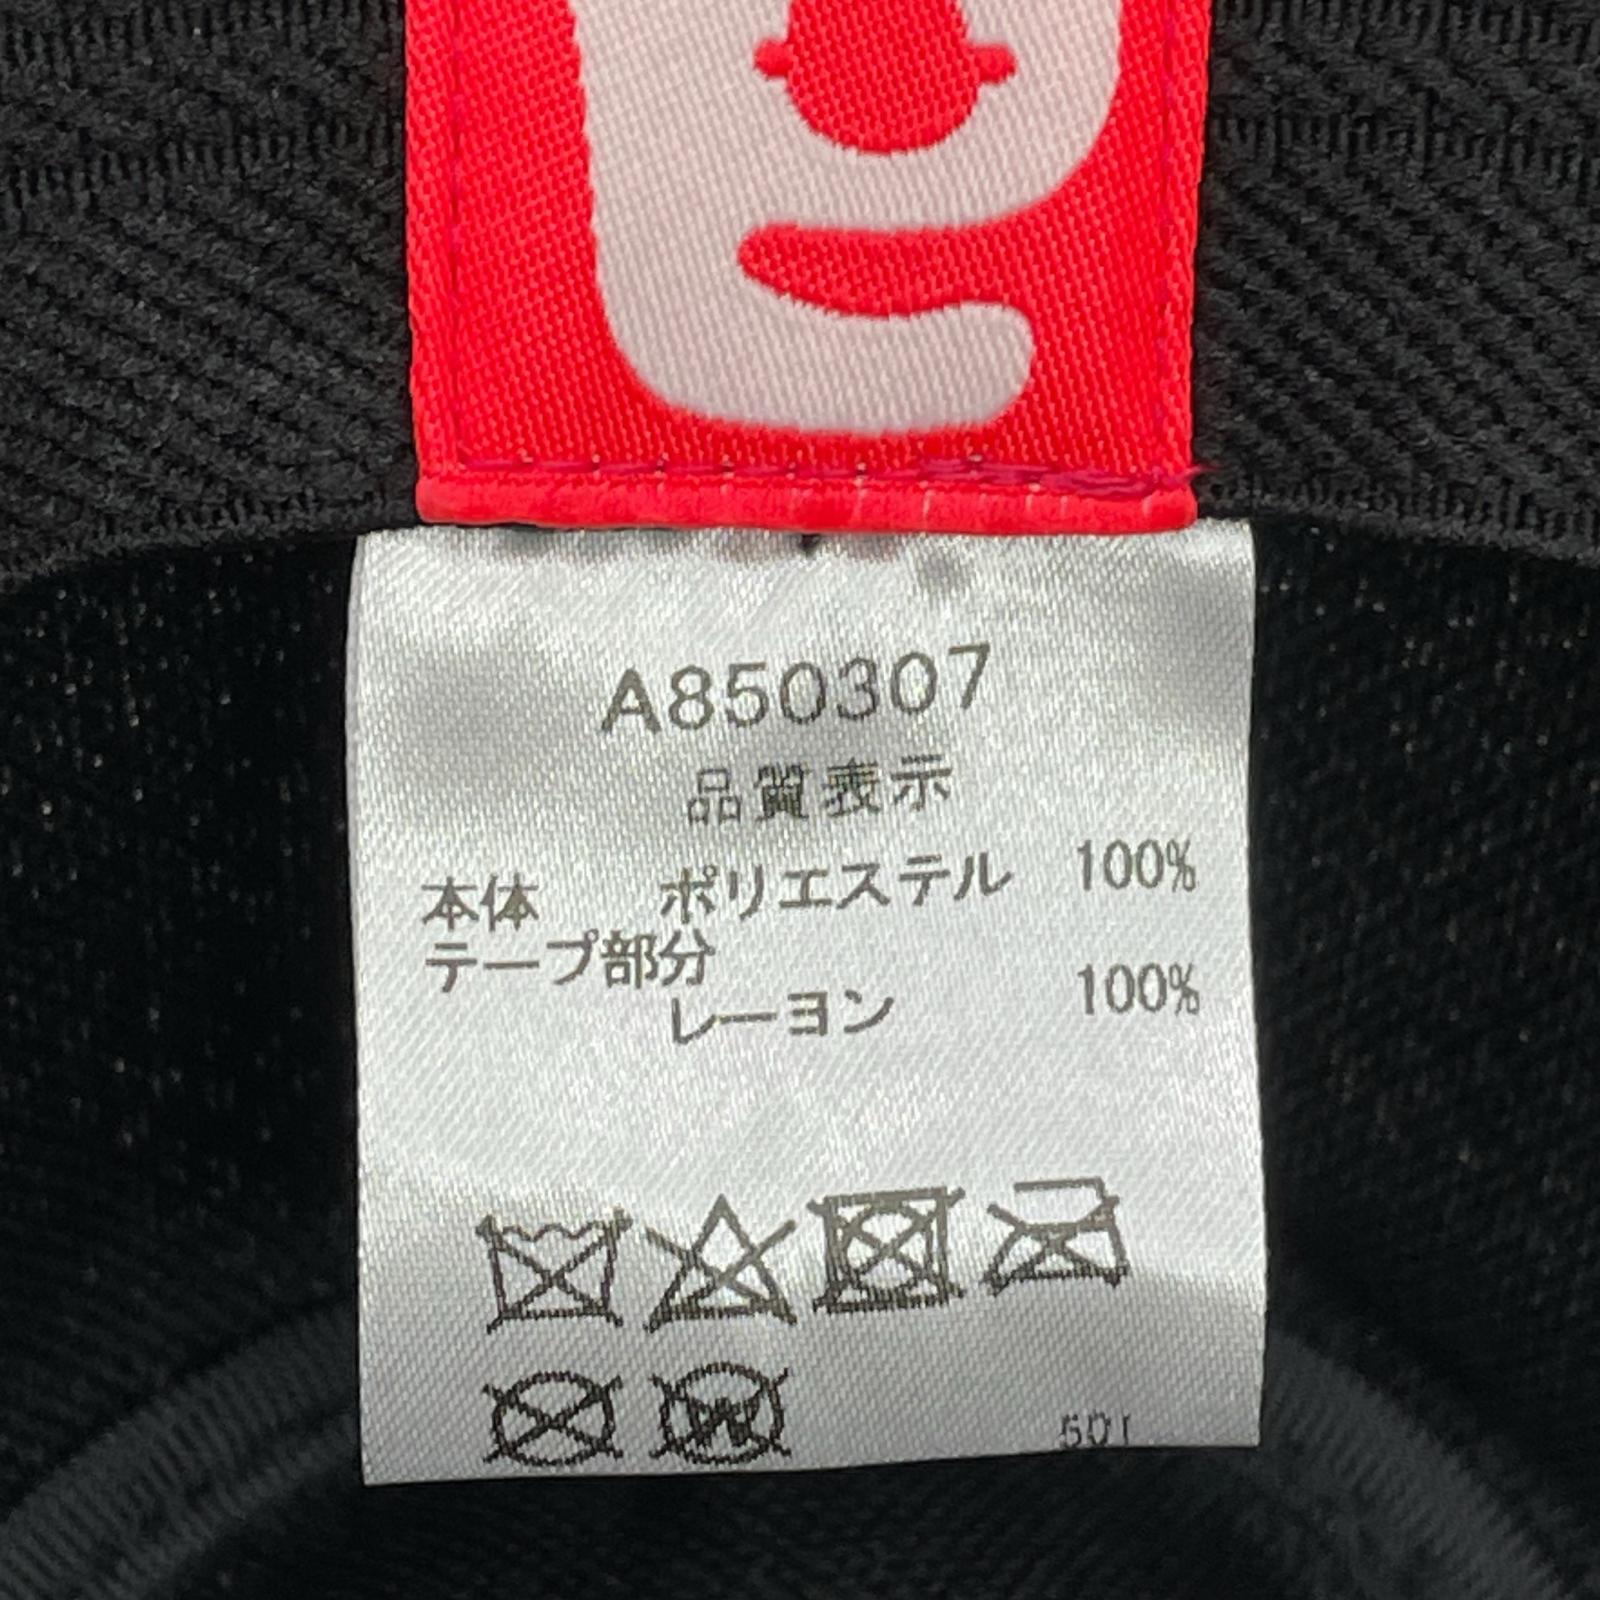 A850307
品質表示
本体 ポリエステル 100%
テープ部分
レーヨン 100%
W